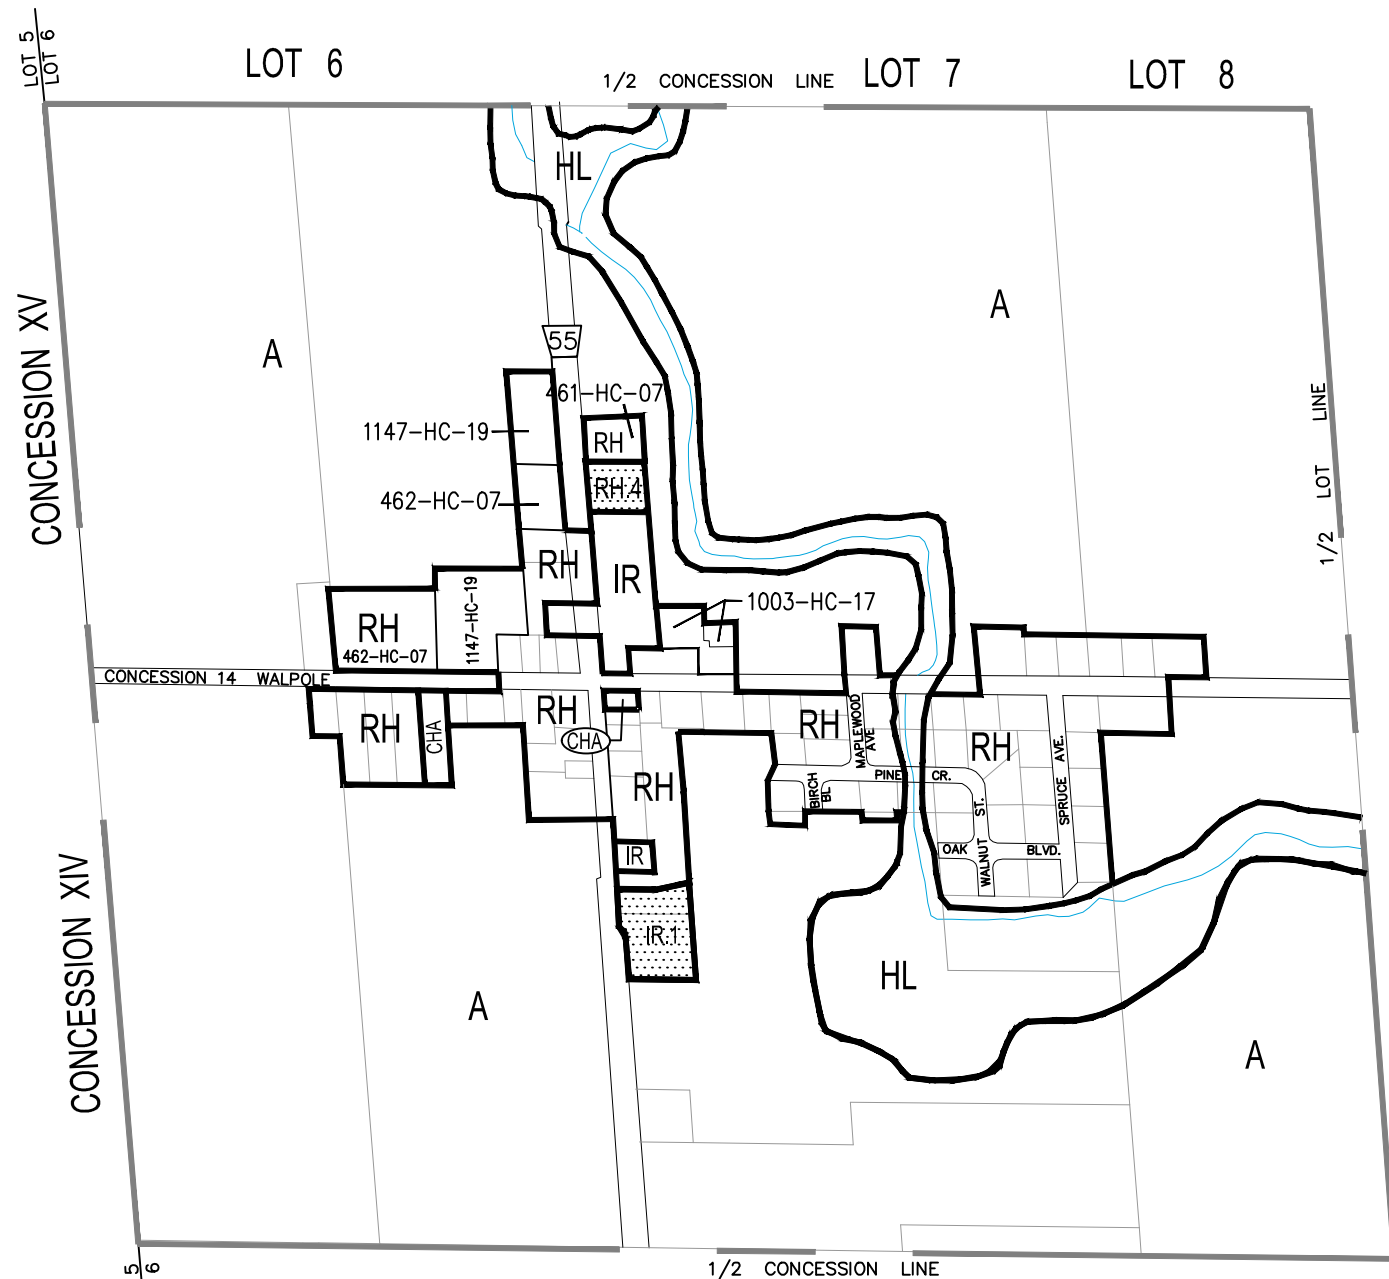 LOT 5
LOT 6
LOT 6
1/2 CONCESSION LINE
LOT 7
LOT 8
HL
CONCESSION XV
A
A
55
461-HC-07
1147-HC-19
RH
1/2 LOT LINE
462-HC-07
RH.4
RH
IR
1147-HC-19
1003-HC-17
RH
462-HC-07
CONCESSION 14 WALPOLE
RH
CHA
RH
CHA
RH
MAPLEWOOD
AVE
RH
SPRUCE AVE.
PINE CR.
BIRCH
BL
RH
WALNUT ST.
OAK BLVD.
IR
CONCESSION XIV
IR.1
HL
A
A
5
6
1/2 CONCESSION LINE